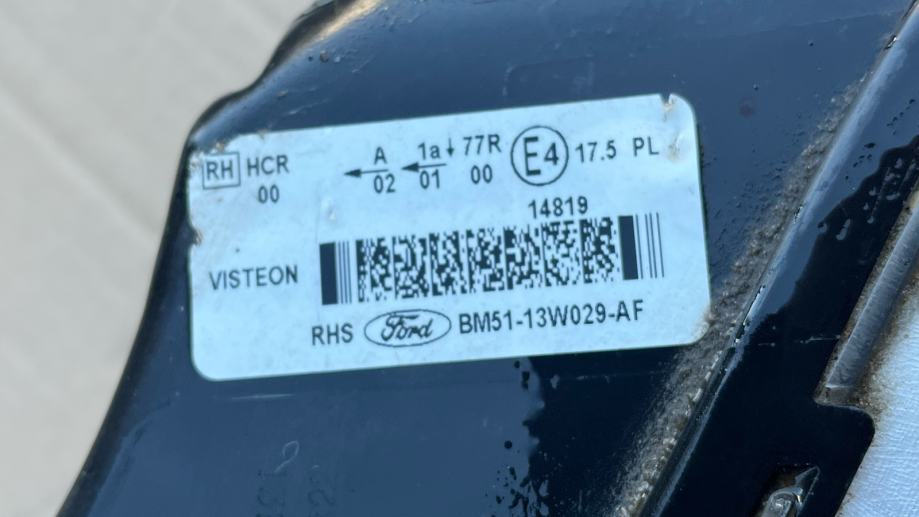 RH HCR A 1a 77R E4 17.5 PL
00 02 01 00
14819
VISTEON
RHS Ford BM51-13W029-AF